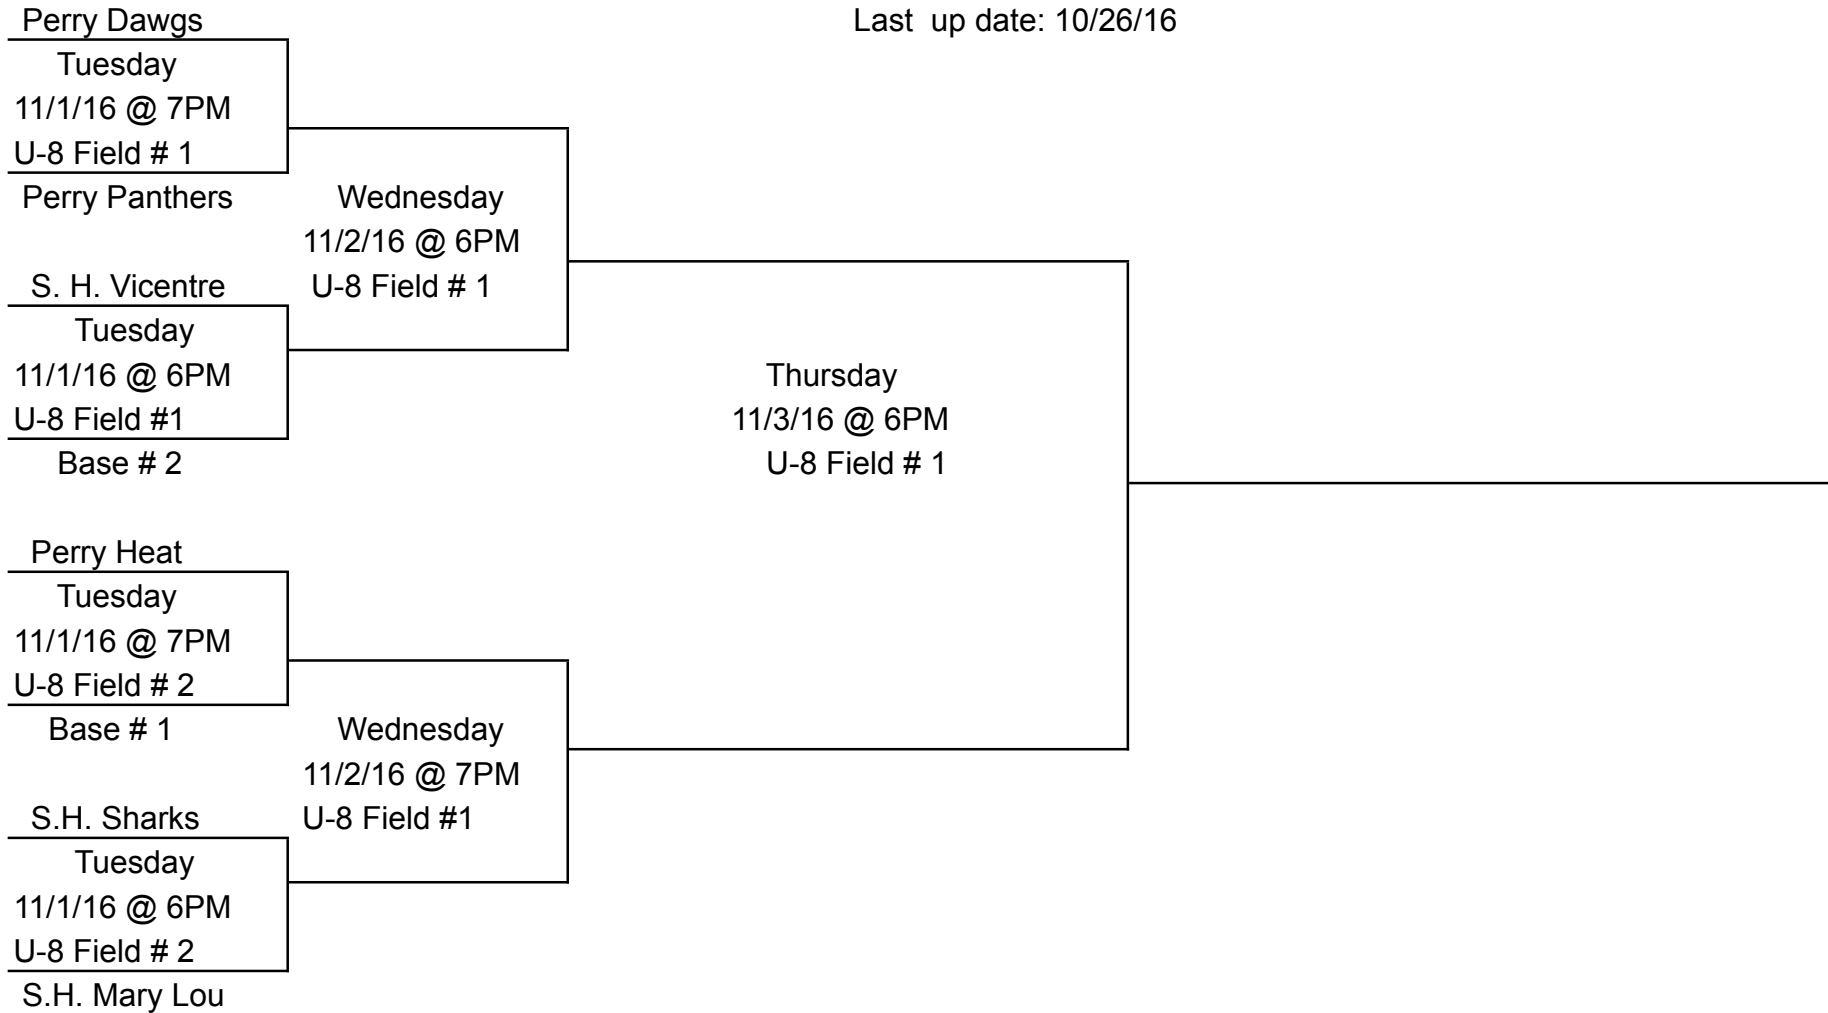 Perry Dawgs
Last up date: 10/26/16
Tuesday
11/1/16 @ 7PM
U-8 Field # 1
Perry Panthers
Wednesday
11/2/16 @ 6PM
U-8 Field # 1
S. H. Vicentre
Tuesday
11/1/16 @ 6PM
U-8 Field #1
Base # 2
Thursday
11/3/16 @ 6PM
U-8 Field # 1
Perry Heat
Tuesday
11/1/16 @ 7PM
U-8 Field # 2
Base # 1
Wednesday
11/2/16 @ 7PM
U-8 Field #1
S.H. Sharks
Tuesday
11/1/16 @ 6PM
U-8 Field # 2
S.H. Mary Lou